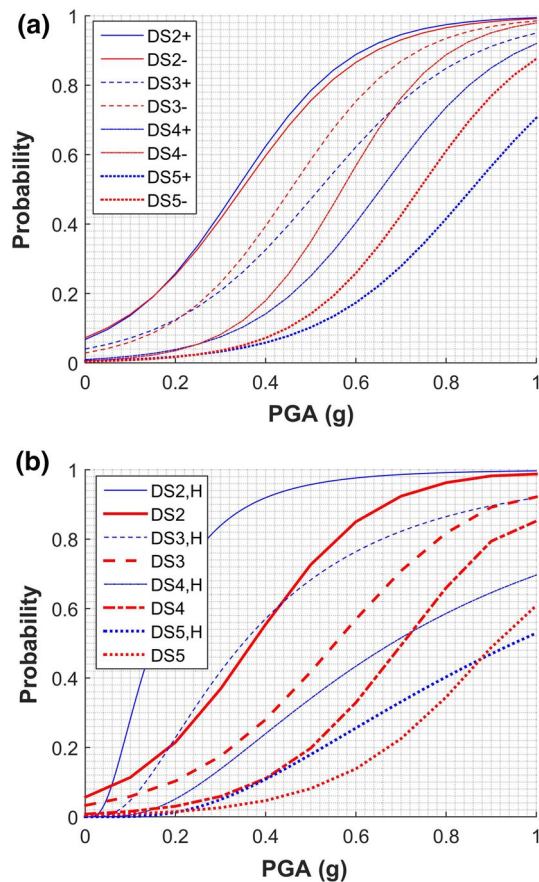 (a)
1
0.8
0.6
0.4
0.2
0
Probability
DS2+
DS2-
DS3+
DS3-
DS4+
DS4-
DS5+
DS5-
0 0.2 0.4 0.6 0.8 1
PGA (g)
(b)
1
0.8
0.6
0.4
0.2
0
Probability
DS2,H
DS2
DS3,H
DS3
DS4,H
DS4
DS5,H
DS5
0 0.2 0.4 0.6 0.8 1
PGA (g)